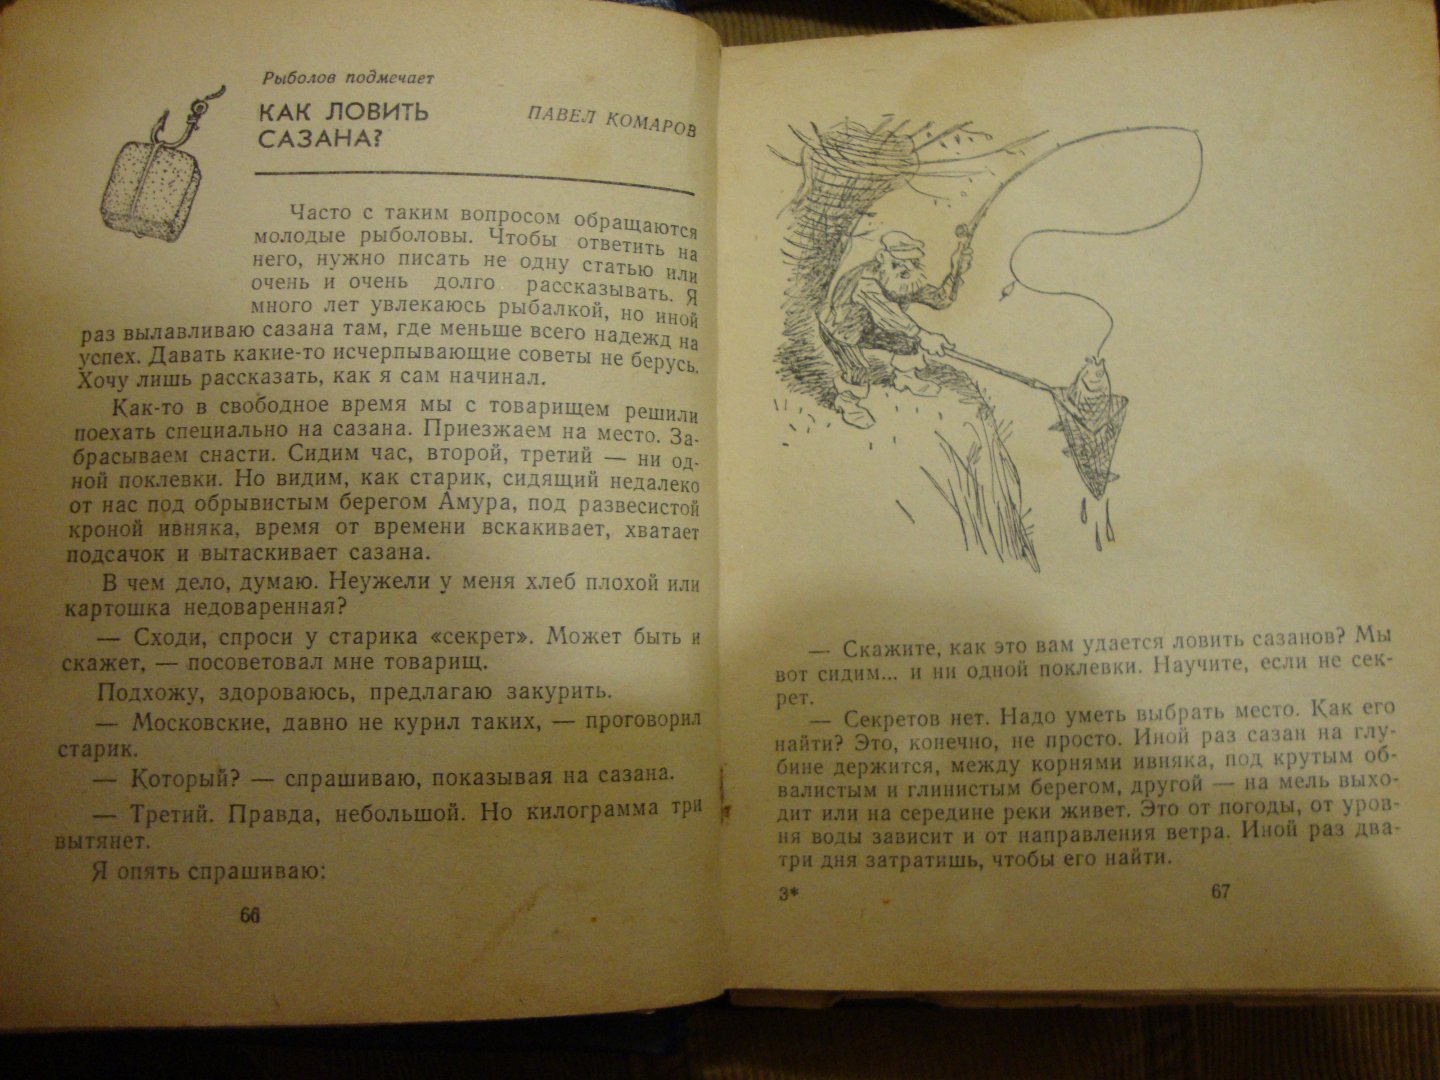 Рыболов подмечает
КАК ЛОВИТЬ
САЗАНА?
ПАВЕЛ КОМАРОВ
Часто с таким вопросом обращаются
молодые рыболовы. Чтобы ответить на
него, нужно писать не одну статью или
очень и очень долго рассказывать. Я
много лет увлекаюсь рыбалкой, но иной
раз вылавливаю сазана там, где меньше всего надежд на
успех. Давать какие-то исчерпывающие советы не берусь.
Хочу лишь рассказать, как я сам начинал.
Как-то в свободное время мы с товарищем решили
поехать специально на сазана. Приезжаем на место. За-
брасываем снасти. Сидим час, второй, третий — ни од-
ной поклевки. Но видим, как старик, сидящий недалеко
от нас под обрывистым берегом Амура, под развесистой
кроной ивняка, время от времени вскакивает, хватает
подсачок и вытаскивает сазана.
В чем дело, думаю. Неужели у меня хлеб плохой или
картошка недоваренная?
— Сходи, спроси у старика «секрет». Может быть и
скажет, — посоветовал мне товарищ.
Подхожу, здороваюсь, предлагаю закурить.
— Московские, давно не курил таких, — проговорил
старик.
— Который? — спрашиваю, показывая на сазана.
— Третий. Правда, небольшой. Но килограмма три
вытянет.
Я опять спрашиваю:
66
— Скажите, как это вам удается ловить сазанов? Мы
вот сидим... и ни одной поклевки. Научите, если не сек-
рет.
— Секретов нет. Надо уметь выбрать место. Как его
найти? Это, конечно, не просто. Иной раз сазан на глу-
бине держится, между корнями ивняка, под крутым об-
валистым и глинистым берегом, другой — на мель выхо-
дит или на середине реки живет. Это от погоды, от уров-
ня воды зависит и от направления ветра. Иной раз два-
три дня затратишь, чтобы его найти.
3*
67